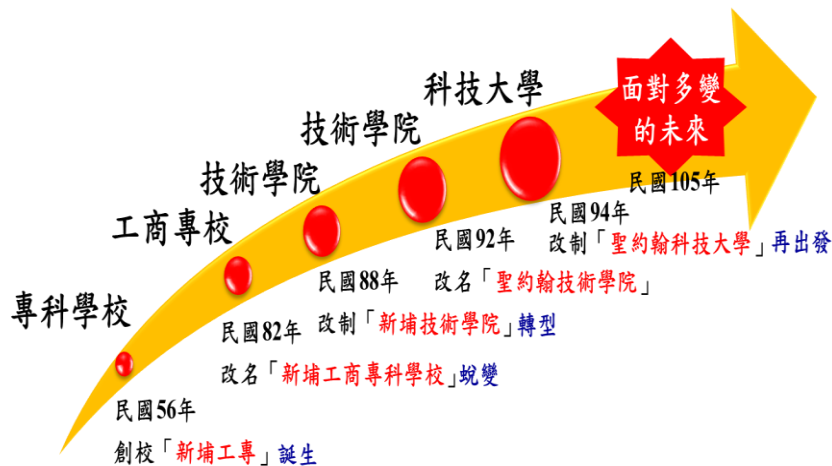 專科學校
民國56年
創校「新埔工專」誕生
工商專校
民國82年
改名「新埔工商專科學校」蛻變
技術學院
民國88年
改制「新埔技術學院」轉型
技術學院
民國92年
改名「聖約翰技術學院」
科技大學
民國94年
改制「聖約翰科技大學」再出發
面對多變
的未來
民國105年